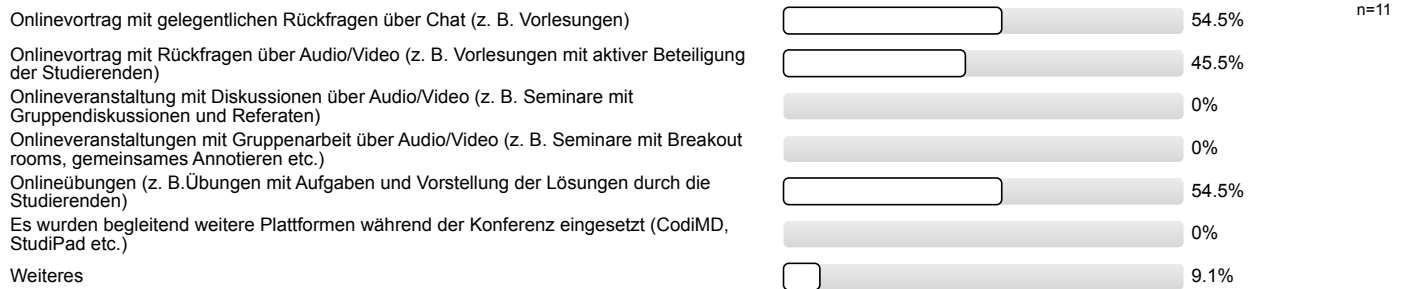 Onlinevortrag mit gelegentlichen Rückfragen über Chat (z. B. Vorlesungen) 54.5% n=11
Onlinevortrag mit Rückfragen über Audio/Video (z. B. Vorlesungen mit aktiver Beteiligung
der Studierenden) 45.5%
Onlineveranstaltung mit Diskussionen über Audio/Video (z. B. Seminare mit
Gruppendiskussionen und Referaten) 0%
Onlineveranstaltungen mit Gruppenarbeit über Audio/Video (z. B. Seminare mit Breakout
rooms, gemeinsames Annotieren etc.) 0%
Onlineübungen (z. B.Übungen mit Aufgaben und Vorstellung der Lösungen durch die
Studierenden) 54.5%
Es wurden begleitend weitere Plattformen während der Konferenz eingesetzt (CodiMD,
StudiPad etc.) 0%
Weiteres 9.1%